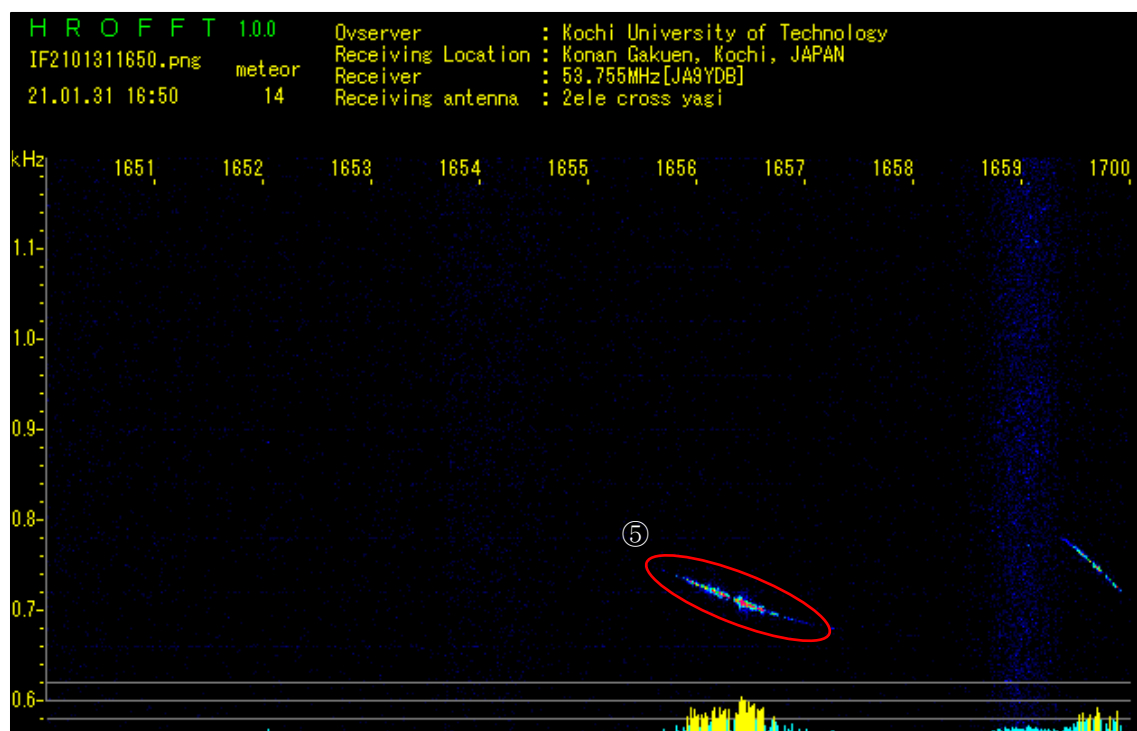 H R O F F T 1.0.0
IF2101311650.png
meteor
21.01.31 16:50 14
Ovserver : Kochi University of Technology
Receiving Location : Konan Gakuen, Kochi, JAPAN
Receiver : 53.755MHz[JA9YDB]
Receiving antenna : 2ele cross yagi
kHz 1651 1652 1653 1654 1655 1656 1657 1658 1659 1700
1.1
1.0
0.9
0.8
⑤
0.7
0.6